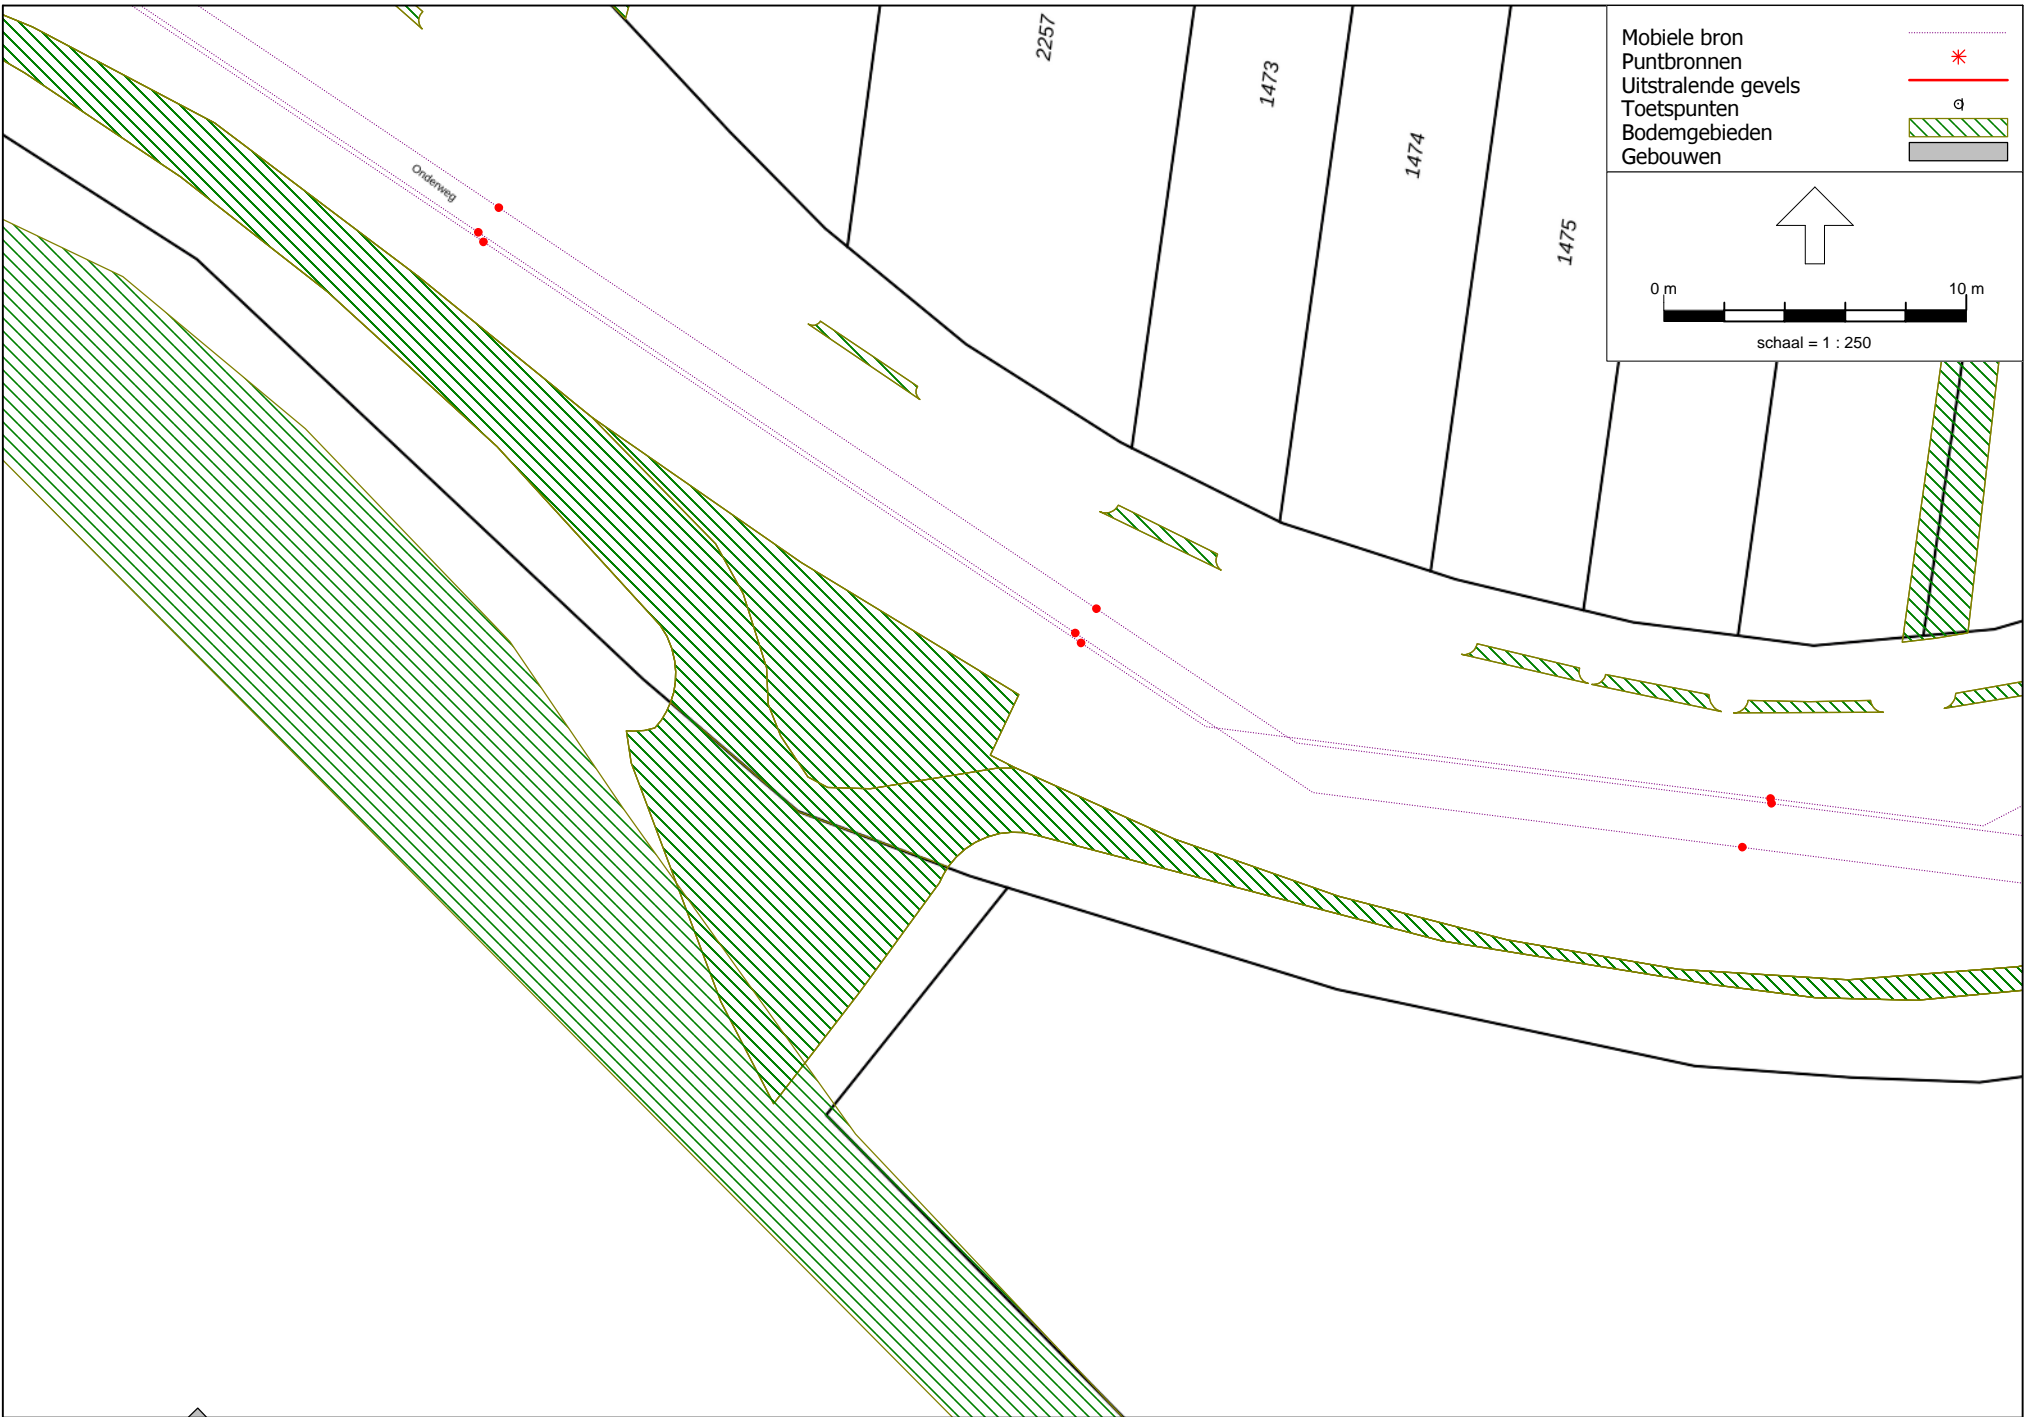 Mobiele bron
Puntbronnen
Uitstralende gevels
Toetspunten
Bodemgebieden
Gebouwen
0 m 10 m
schaal = 1 : 250
2257
1473
1474
1475
Onderweg